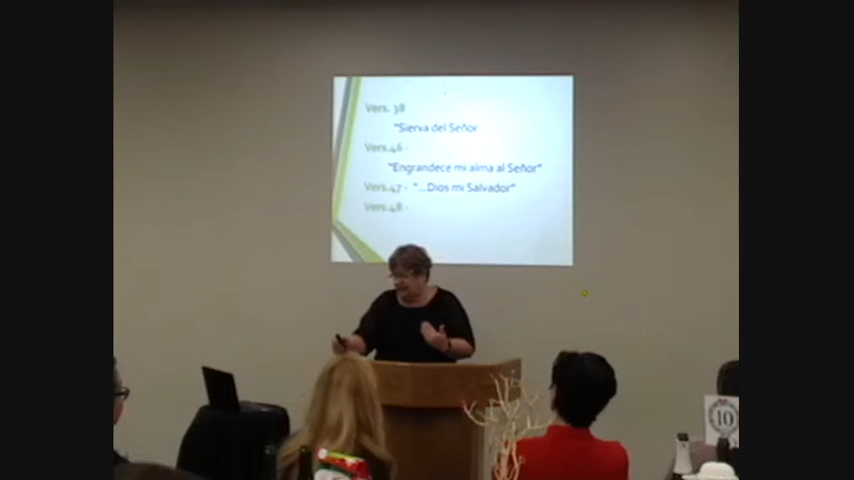 Vers. 38
"Sierva del Señor
Vers.46 -
"Engrandece mi alma al Señor"
Vers.47 - "...Dios mi Salvador"
Vers.48 -
10